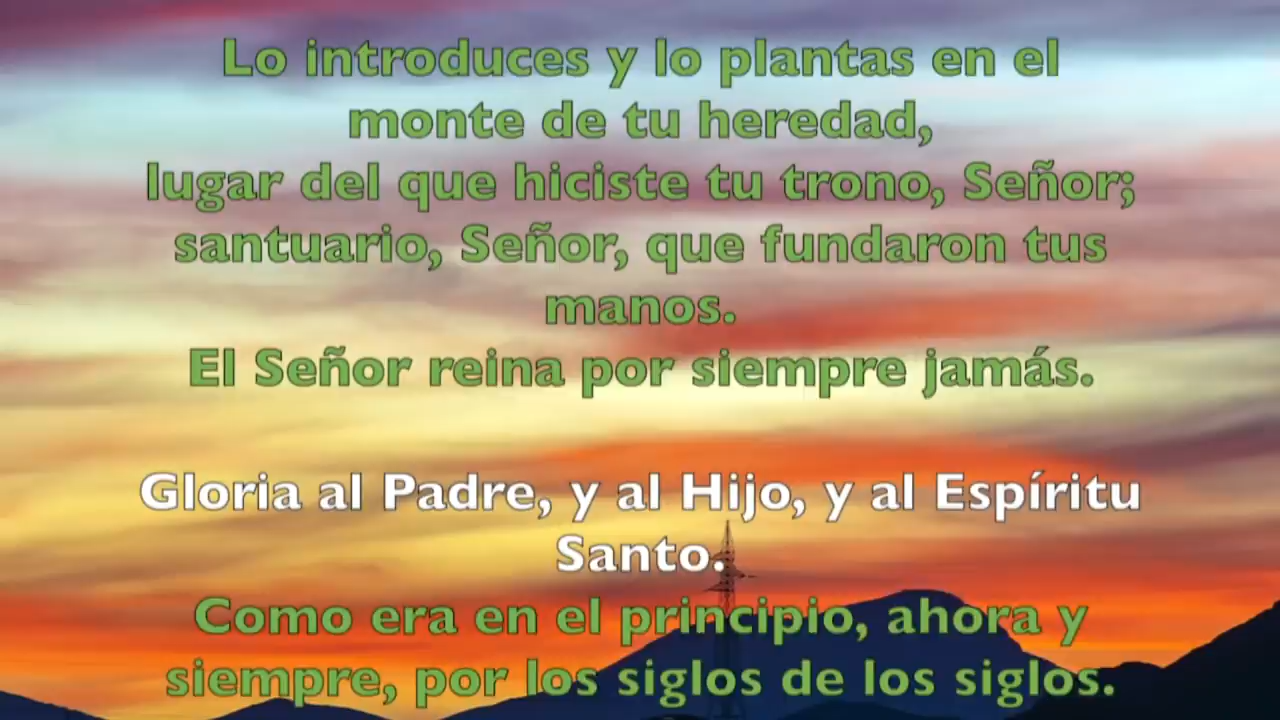 Lo introduces y lo plantas en el
monte de tu heredad,
lugar del que hiciste tu trono, Señor;
santuario, Señor, que fundaron tus
manos.
El Señor reina por siempre jamás.
Gloria al Padre, y al Hijo, y al Espíritu
Santo.
Como era en el principio, ahora y
siempre, por los siglos de los siglos.